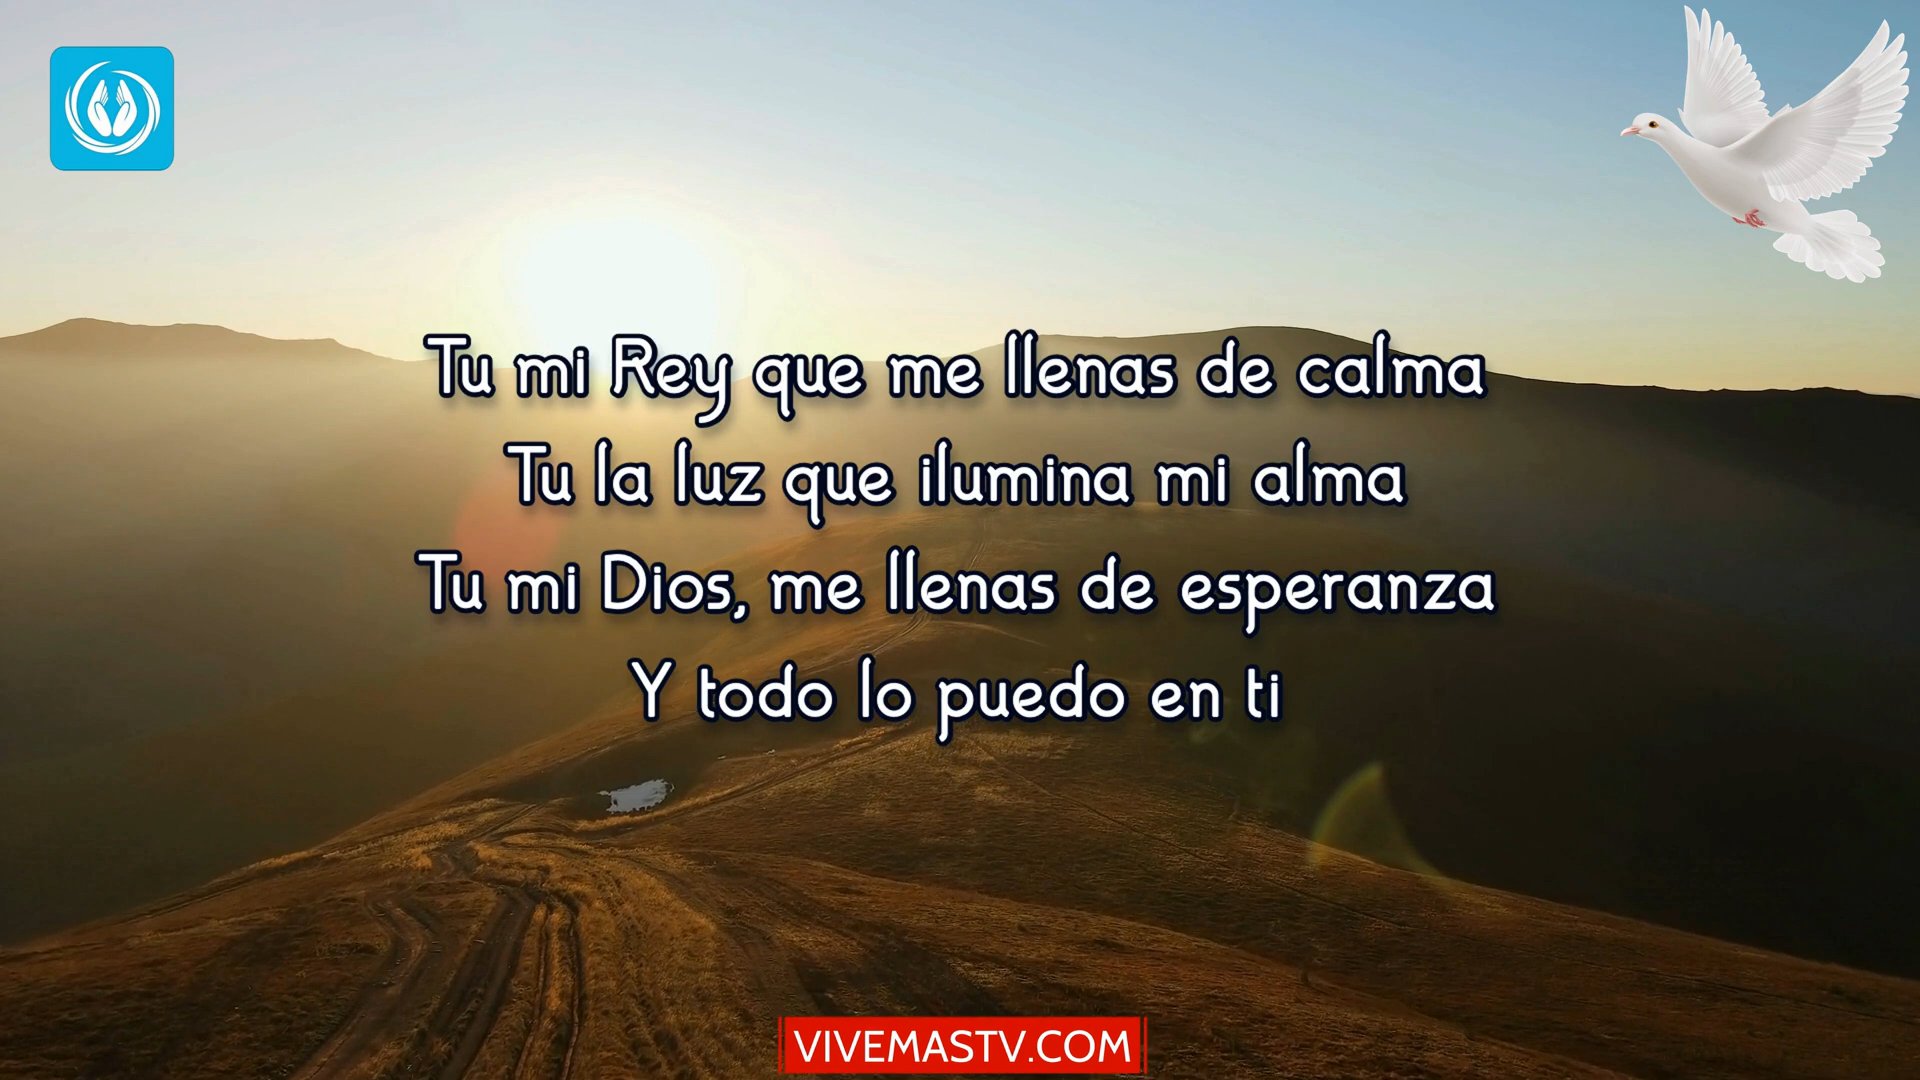 Tu mi Rey que me llenas de calma
Tu la luz que ilumina mi alma
Tu mi Dios, me llenas de esperanza
Y todo lo puedo en ti
VIVEMASTV.COM